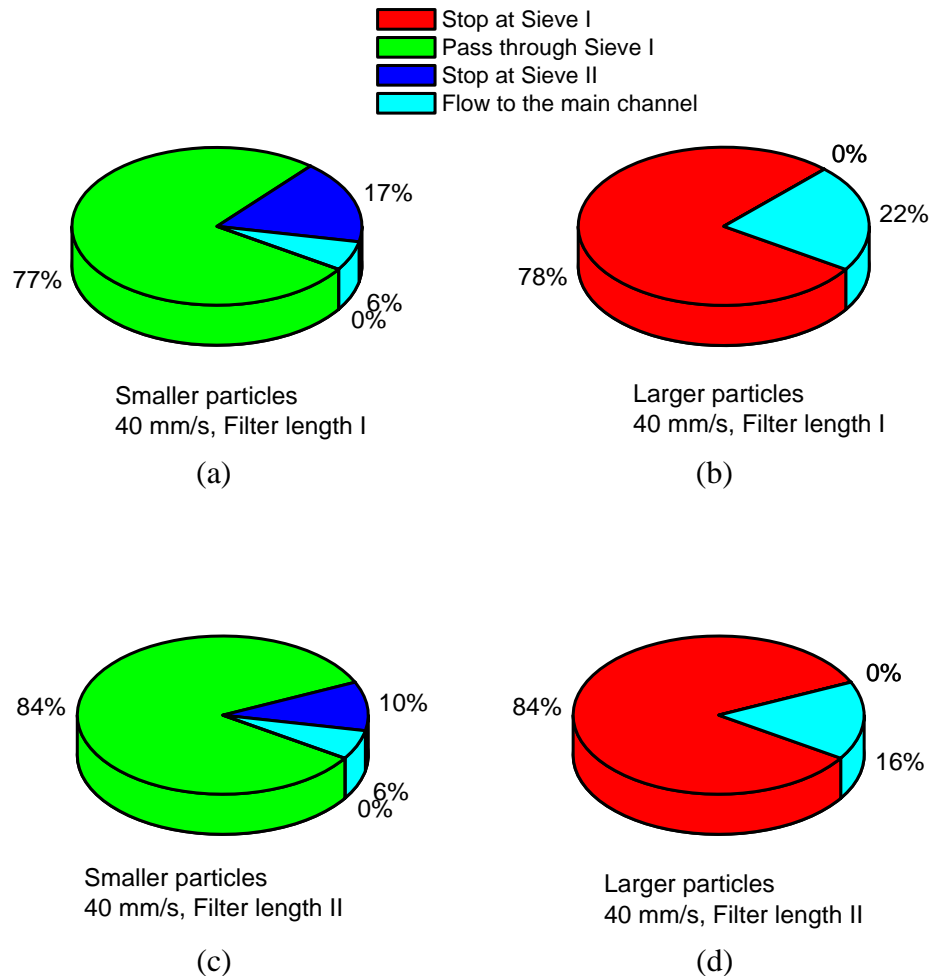 Stop at Sieve I
Pass through Sieve I
Stop at Sieve II
Flow to the main channel
17%
77%
6%
0%
Smaller particles
40 mm/s, Filter length I
(a)
0%
22%
78%
Larger particles
40 mm/s, Filter length I
(b)
84%
10%
6%
0%
Smaller particles
40 mm/s, Filter length II
(c)
0%
84%
16%
Larger particles
40 mm/s, Filter length II
(d)